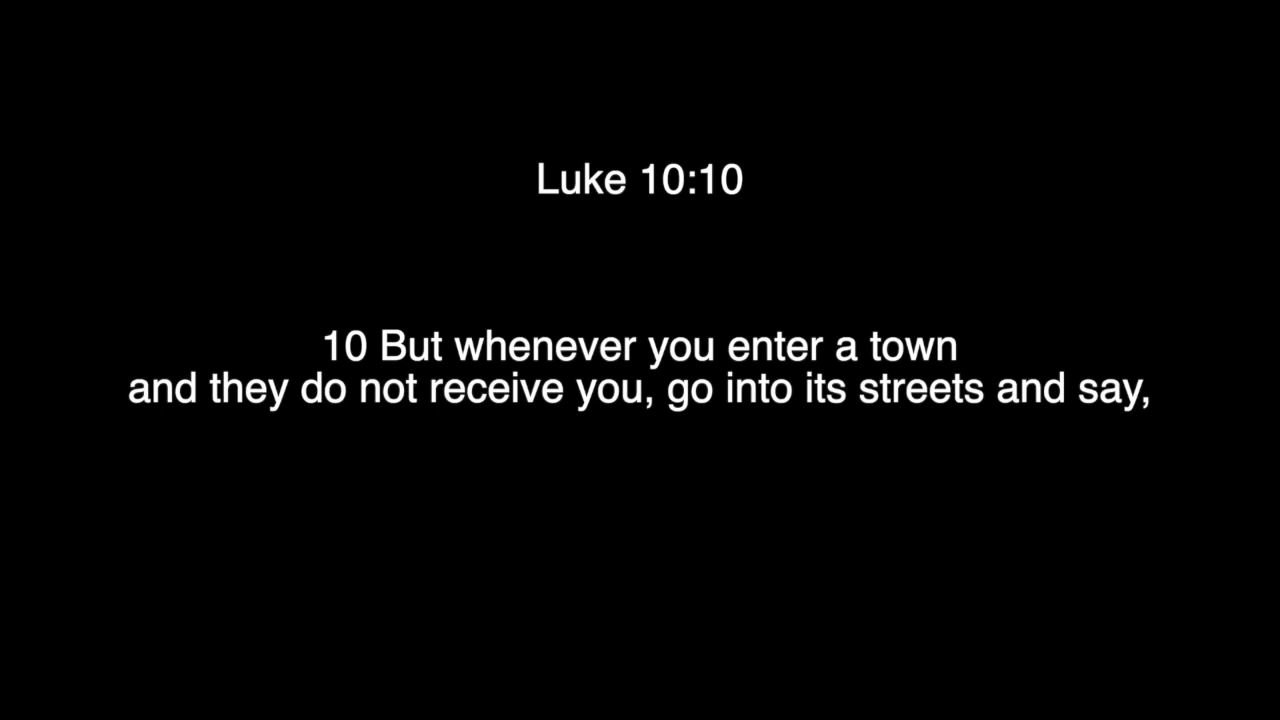 Luke 10:10
10 But whenever you enter a town
and they do not receive you, go into its streets and say,